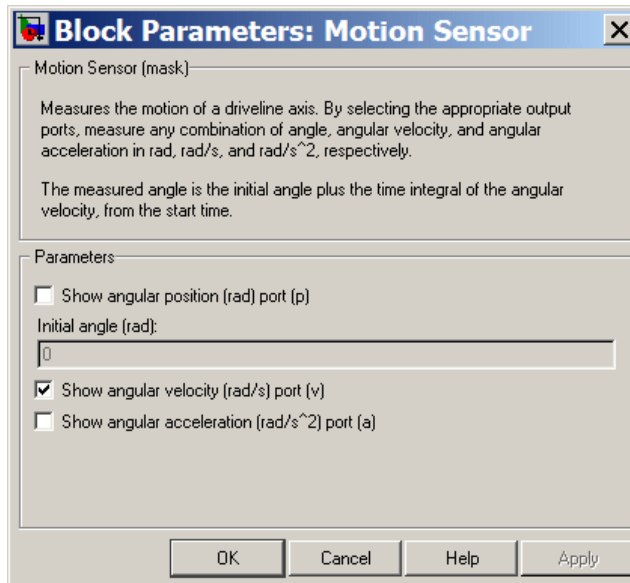 Block Parameters: Motion Sensor
Motion Sensor (mask)
Measures the motion of a driveline axis. By selecting the appropriate output
ports, measure any combination of angle, angular velocity, and angular
acceleration in rad, rad/s, and rad/s^2, respectively.
The measured angle is the initial angle plus the time integral of the angular
velocity, from the start time.
Parameters
Show angular position (rad) port (p)
Initial angle (rad):
0
Show angular velocity (rad/s) port (v)
Show angular acceleration (rad/s^2) port (a)
OK Cancel Help Apply